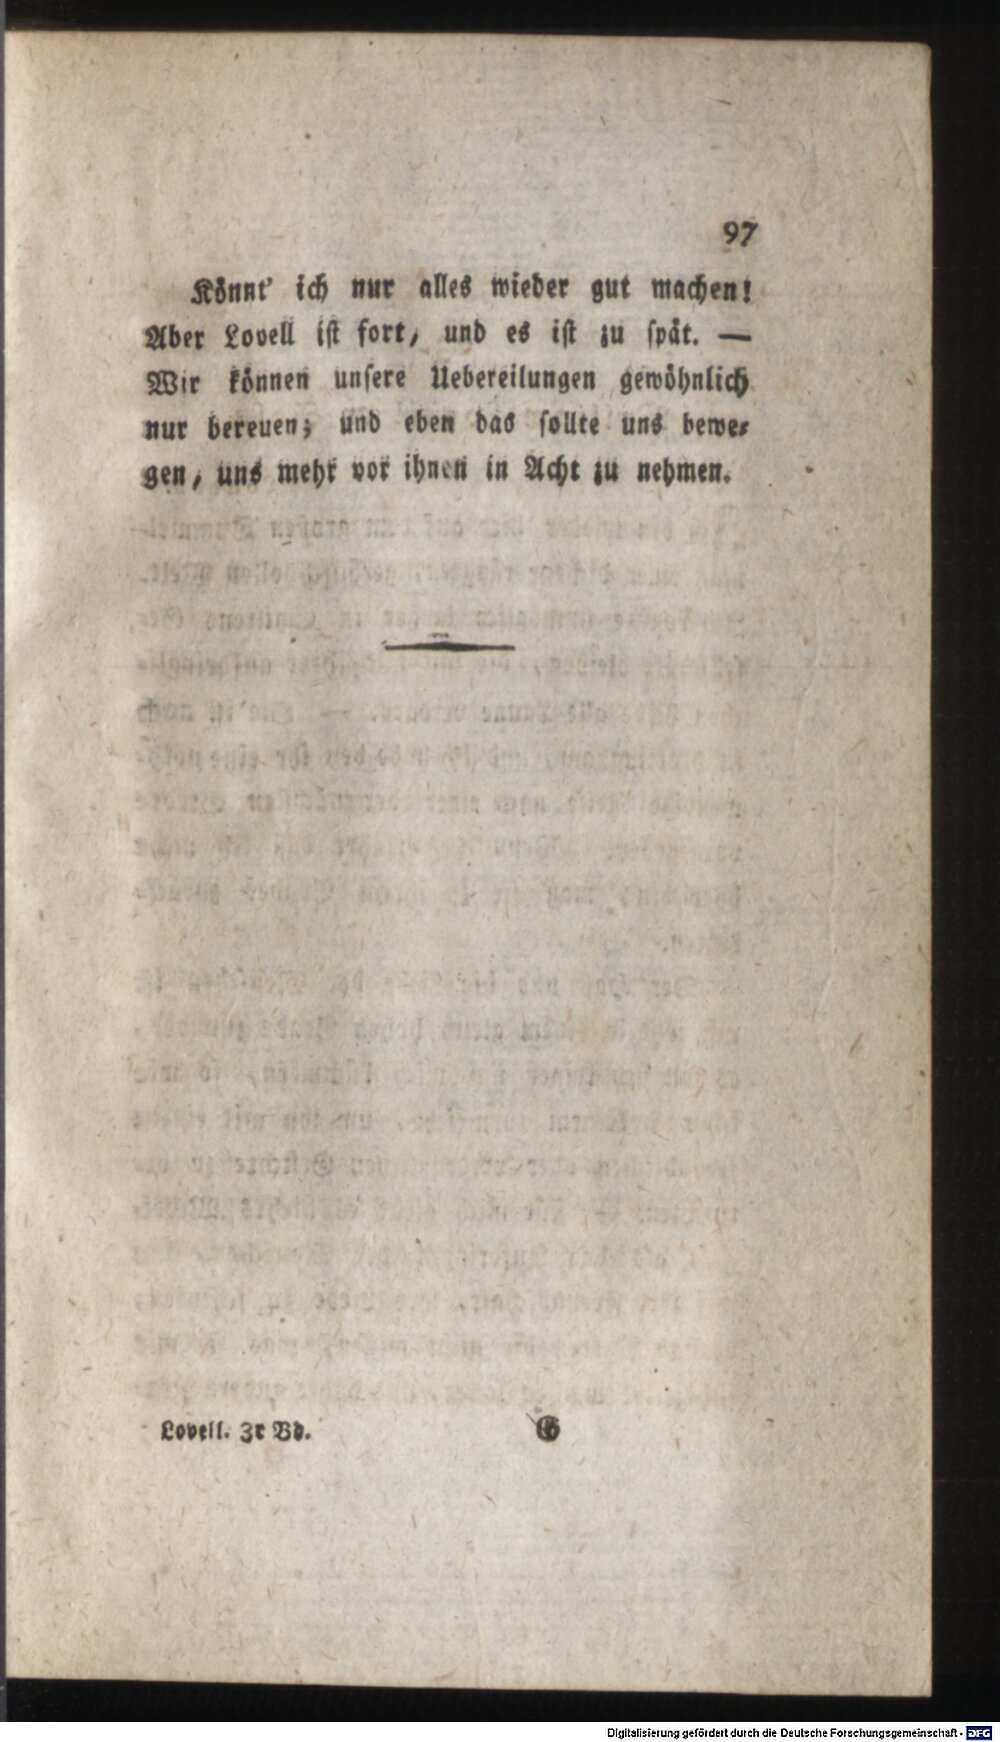 97
Könnt' ich nur alles wieder gut machen!
Aber Lovell ist fort, und es ist zu spät. —
Wir können unsere Uebereilungen gewöhnlich
nur bereuen; und eben das sollte uns bewe-
gen, uns mehr vor ihnen in Acht zu nehmen.
Lovell. 3r Bd. G
Digitalisierung gefördert durch die Deutsche Forschungsgemeinschaft - DFG